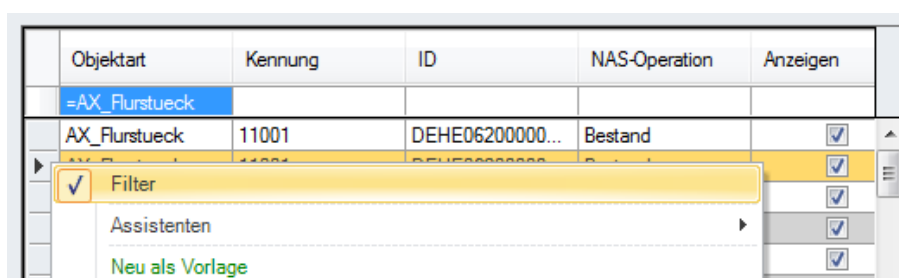 Objektart Kennung ID NAS-Operation Anzeigen
=AX_Flurstueck
AX_Flurstueck 11001 DEHE06200000... Bestand
Filter
Assistenten
Neu als Vorlage